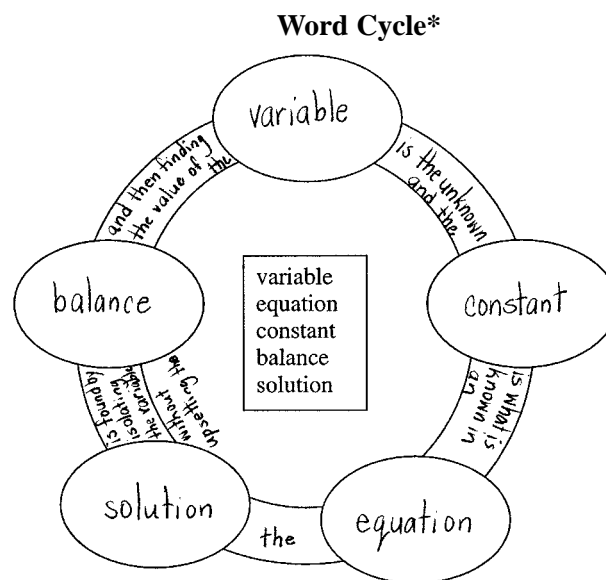 Word Cycle*
variable
is the unknown
and the
constant
is what is
known in
an
equation
the
solution
is found by
isolating
the variable
without
upsetting the
balance
and then finding
the value of
the
variable
equation
constant
balance
solution